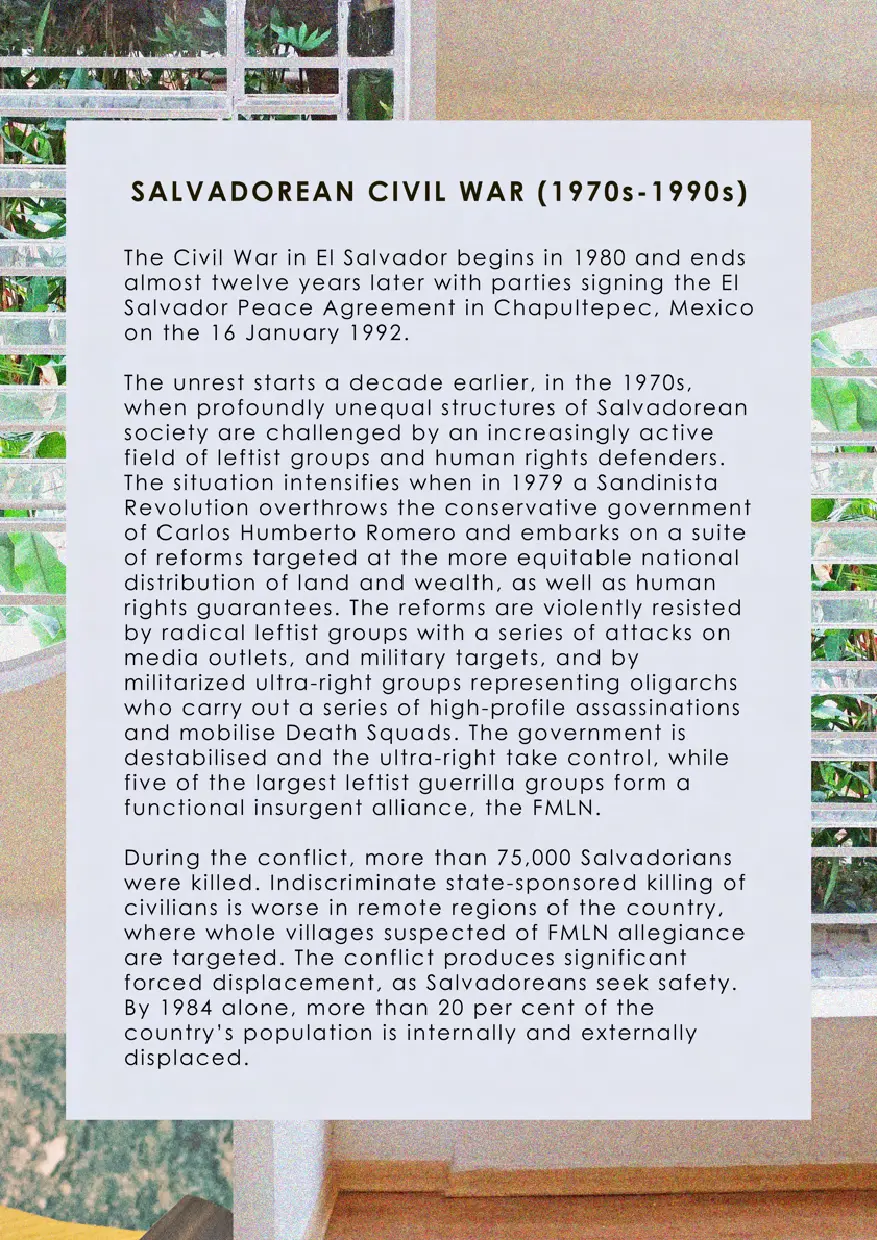 SALVADOREAN CIVIL WAR (1970s-1990s)
The Civil War in El Salvador begins in 1980 and ends
almost twelve years later with parties signing the El
Salvador Peace Agreement in Chapultepec, Mexico
on the 16 January 1992.
The unrest starts a decade earlier, in the 1970s,
when profoundly unequal structures of Salvadorean
society are challenged by an increasingly active
field of leftist groups and human rights defenders.
The situation intensifies when in 1979 a Sandinista
Revolution overthrows the conservative government
of Carlos Humberto Romero and embarks on a suite
of reforms targeted at the more equitable national
distribution of land and wealth, as well as human
rights guarantees. The reforms are violently resisted
by radical leftist groups with a series of attacks on
media outlets, and military targets, and by
militarized ultra-right groups representing oligarchs
who carry out a series of high-profile assassinations
and mobilise Death Squads. The government is
destabilised and the ultra-right take control, while
five of the largest leftist guerrilla groups form a
functional insurgent alliance, the FMLN.
During the conflict, more than 75,000 Salvadorians
were killed. Indiscriminate state-sponsored killing of
civilians is worse in remote regions of the country,
where whole villages suspected of FMLN allegiance
are targeted. The conflict produces significant
forced displacement, as Salvadoreans seek safety.
By 1984 alone, more than 20 per cent of the
country's population is internally and externally
displaced.